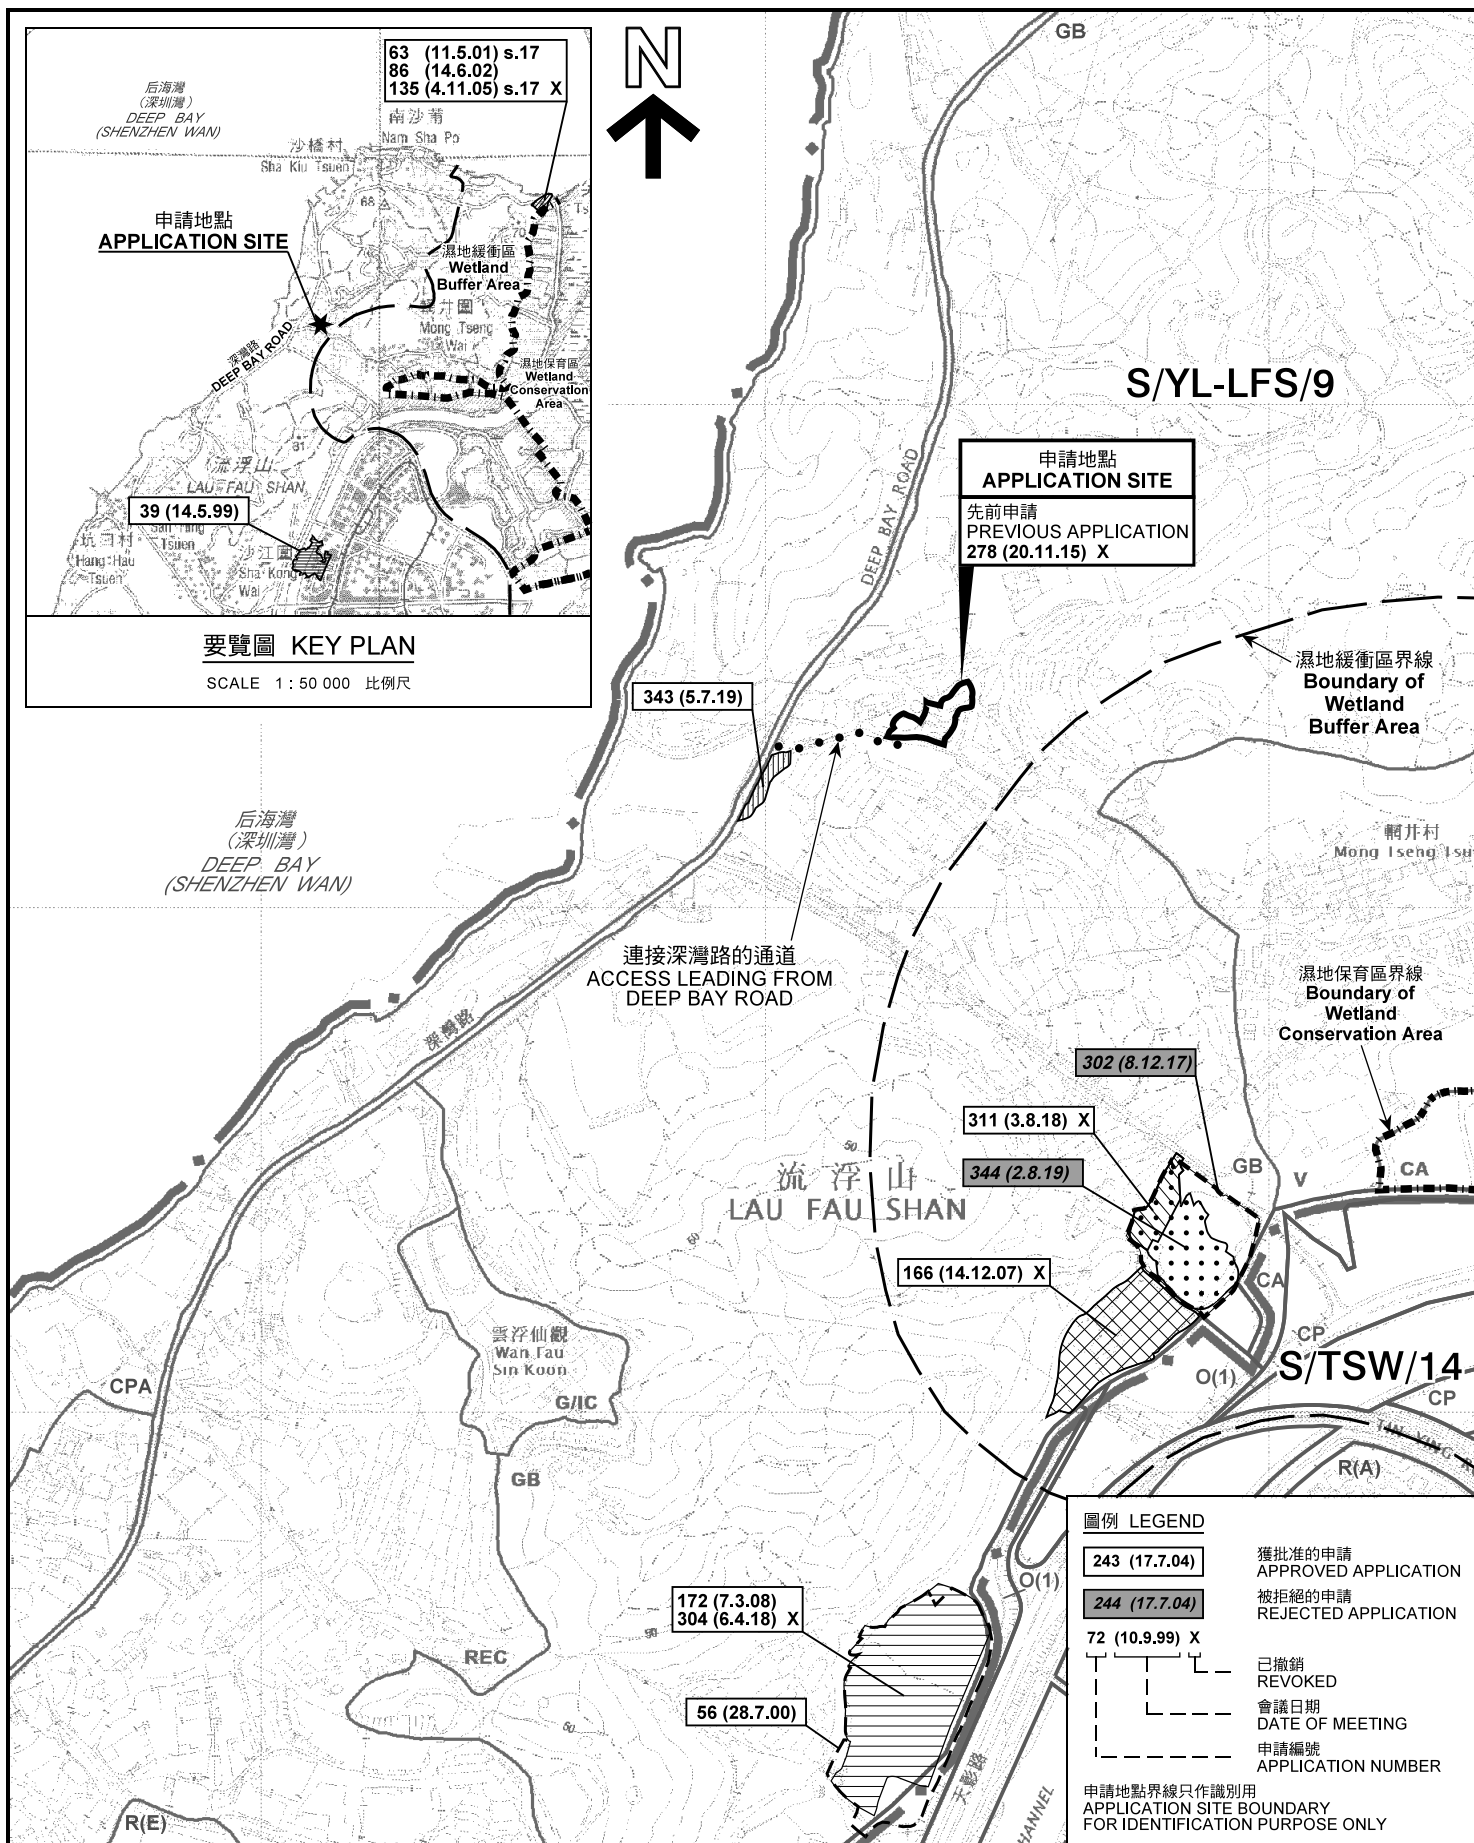 63 (11.5.01) s.17
86 (14.6.02)
135 (4.11.05) s.17 X
后海灣
(深圳灣)
DEEP BAY
(SHENZHEN WAN)
南沙莆
Nam Sha Po
沙橋村
Sha Kiu Tsuen
68
申請地點
APPLICATION SITE
濕地緩衝區
Wetland
Buffer Area
Mong Tseng
Wai
深灣路
DEEP BAY ROAD
濕地保育區
Wetland
Conservation
Area
81
流浮山
LAU FAU SHAN
39 (14.5.99)
Tsuen
Hang Hau
Tsuen
沙江圍
Sha Kong
Wai
要覽圖 KEY PLAN
SCALE 1 : 50 000 比例尺
N
GB
S/YL-LFS/9
申請地點
APPLICATION SITE
先前申請
PREVIOUS APPLICATION
278 (20.11.15) X
DEEP BAY ROAD
濕地緩衝區界線
Boundary of
Wetland
Buffer Area
343 (5.7.19)
后海灣
(深圳灣)
DEEP BAY
(SHENZHEN WAN)
輞井村
Mong Tseng Tsu
連接深灣路的通道
ACCESS LEADING FROM
DEEP BAY ROAD
深灣路
濕地保育區界線
Boundary of
Wetland
Conservation Area
302 (8.12.17)
311 (3.8.18) X
344 (2.8.19)
50
流浮山
LAU FAU SHAN
50
GB
V
CA
166 (14.12.07) X
CA
雲浮仙觀
Wan Fau
Sin Koon
G/IC
CPA
CP
S/TSW/14
O(1)
CP
GB
R(A)
O(1)
172 (7.3.08)
304 (6.4.18) X
50
REC
56 (28.7.00)
50
天影路
HANNEL
R(E)
圖例 LEGEND
243 (17.7.04)
獲批准的申請
APPROVED APPLICATION
244 (17.7.04)
被拒絕的申請
REJECTED APPLICATION
72 (10.9.99) X
已撤銷
REVOKED
會議日期
DATE OF MEETING
申請編號
APPLICATION NUMBER
申請地點界線只作識別用
APPLICATION SITE BOUNDARY
FOR IDENTIFICATION PURPOSE ONLY